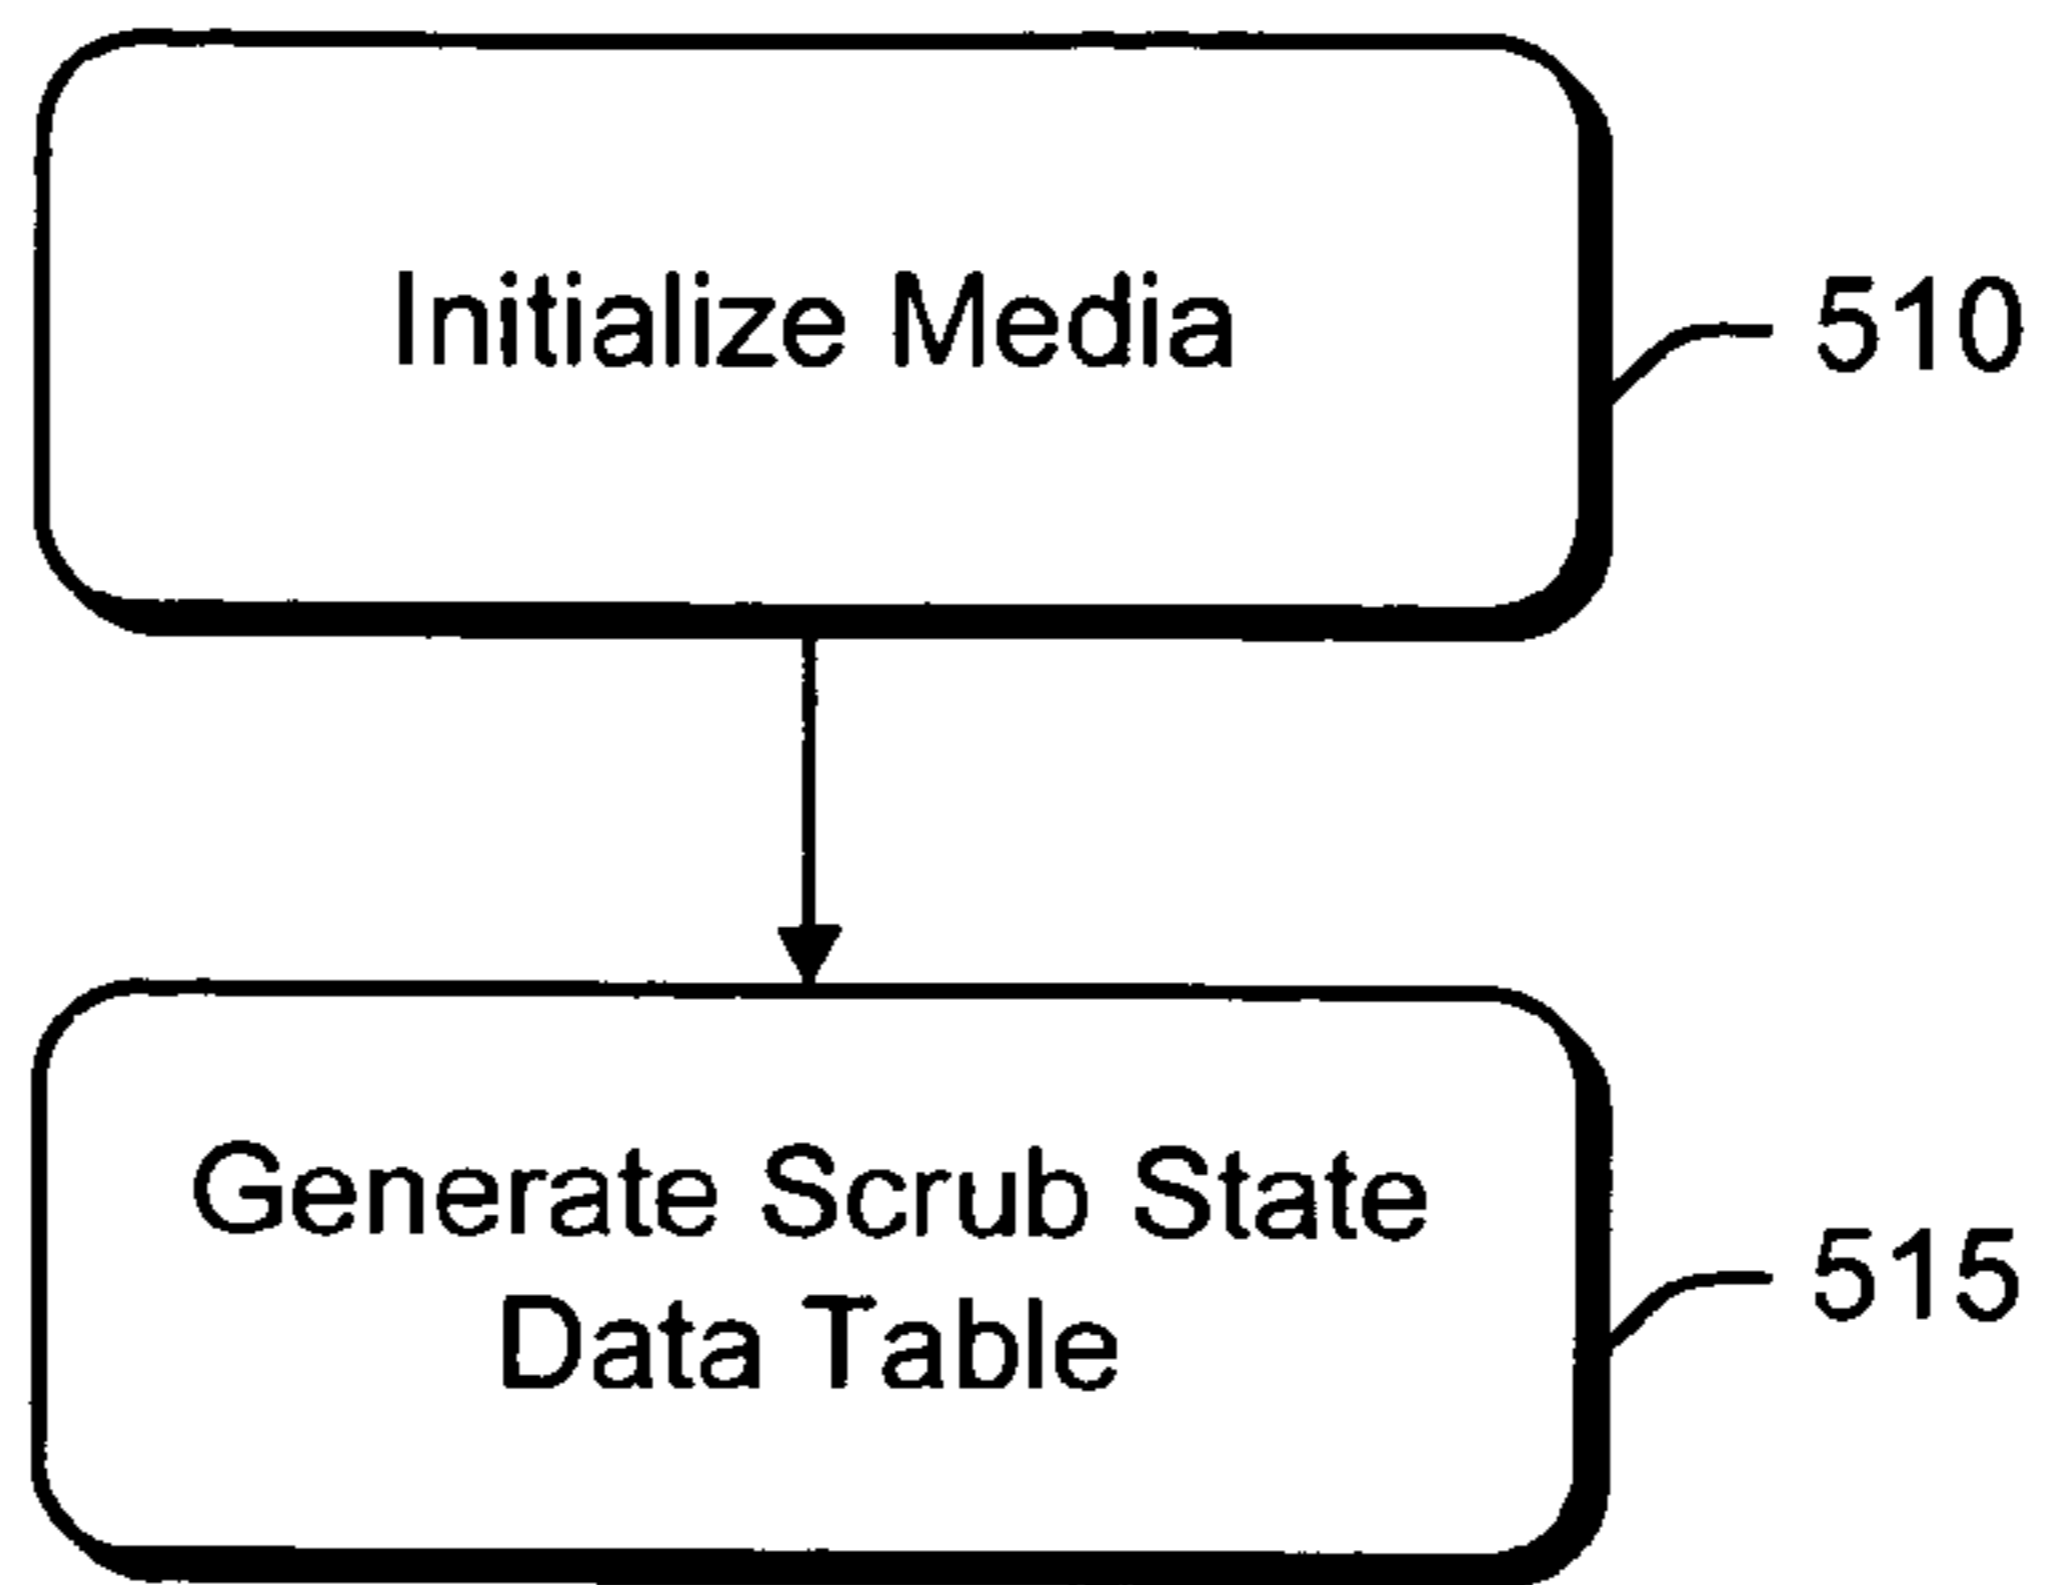 Initialize Media
510
Generate Scrub State
Data Table
515